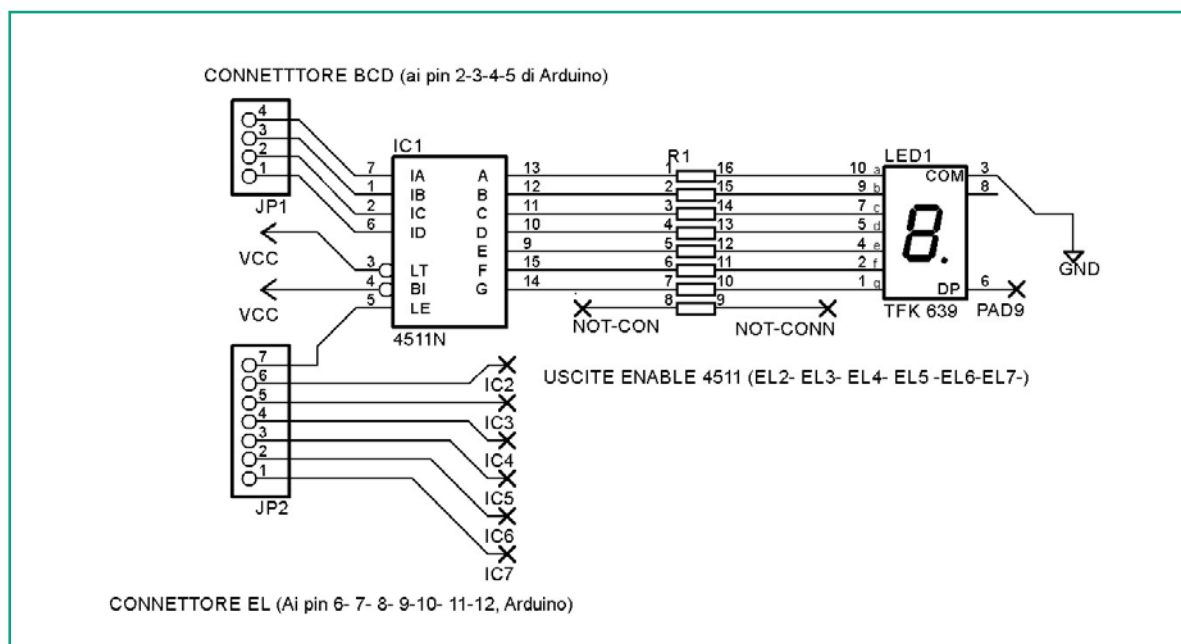 CONNETTTORE BCD (ai pin 2-3-4-5 di Arduino)
4
3
2
1
JP1
IC1
7 IA A 13
1 IB B 12
2 IC C 11
6 ID D 10
E 9
3 LT F 15
4 BI G 14
5 LE
4511N
VCC
VCC
R1
1 16
2 15
3 14
4 13
5 12
6 11
7 10
8 9
NOT-CON NOT-CONN
LED1
10 a COM 3
9 b 8
7 c
5 d
4 e
2 f
1 g DP 6
8.
TFK 639
PAD9
GND
USCITE ENABLE 4511 (EL2- EL3- EL4- EL5 -EL6-EL7-)
7
6
5
4
3
2
1
JP2
IC2
IC3
IC4
IC5
IC6
IC7
CONNETTORE EL (Ai pin 6- 7- 8- 9-10- 11-12, Arduino)